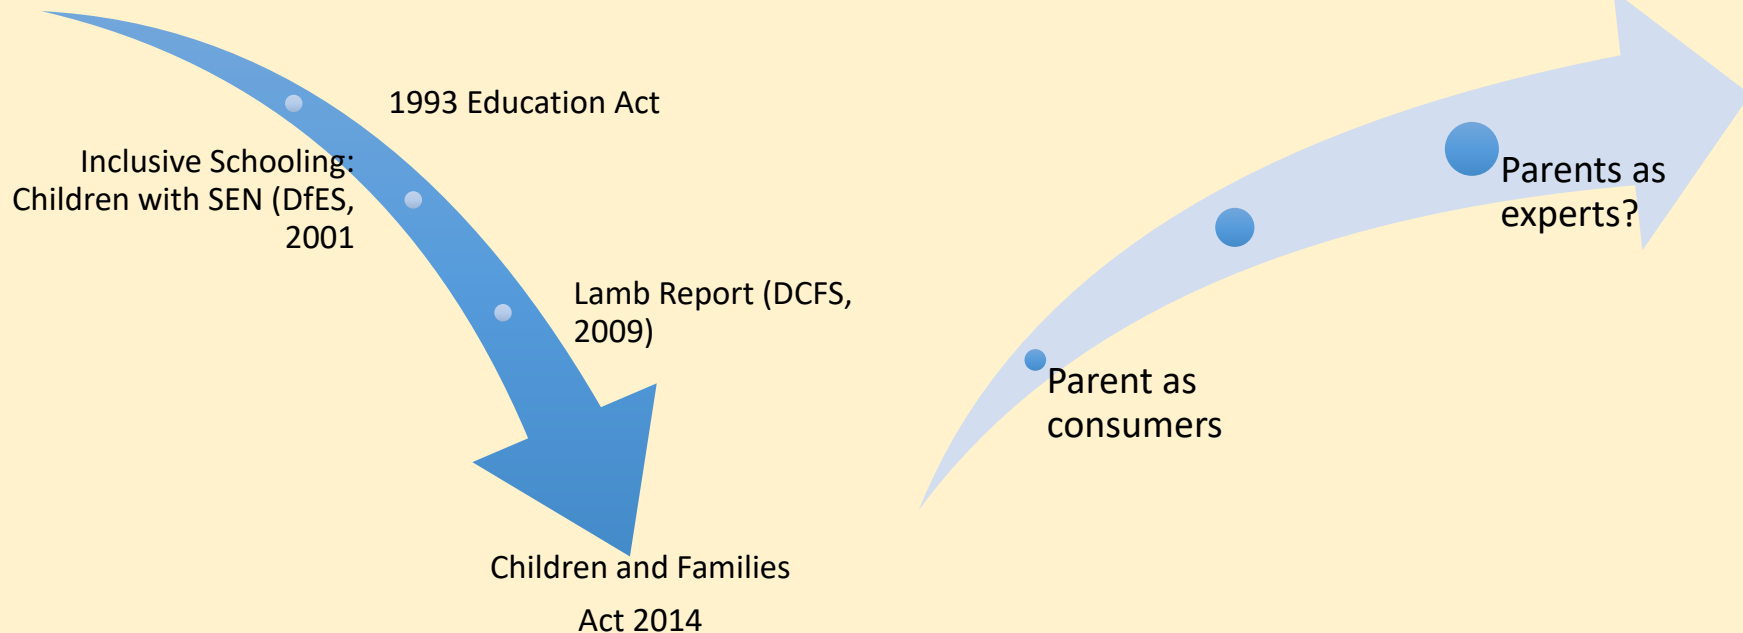 1993 Education Act
Inclusive Schooling:
Children with SEN (DfES,
2001
Lamb Report (DCFS,
2009)
Children and Families
Act 2014
Parent as
consumers
Parents as
experts?